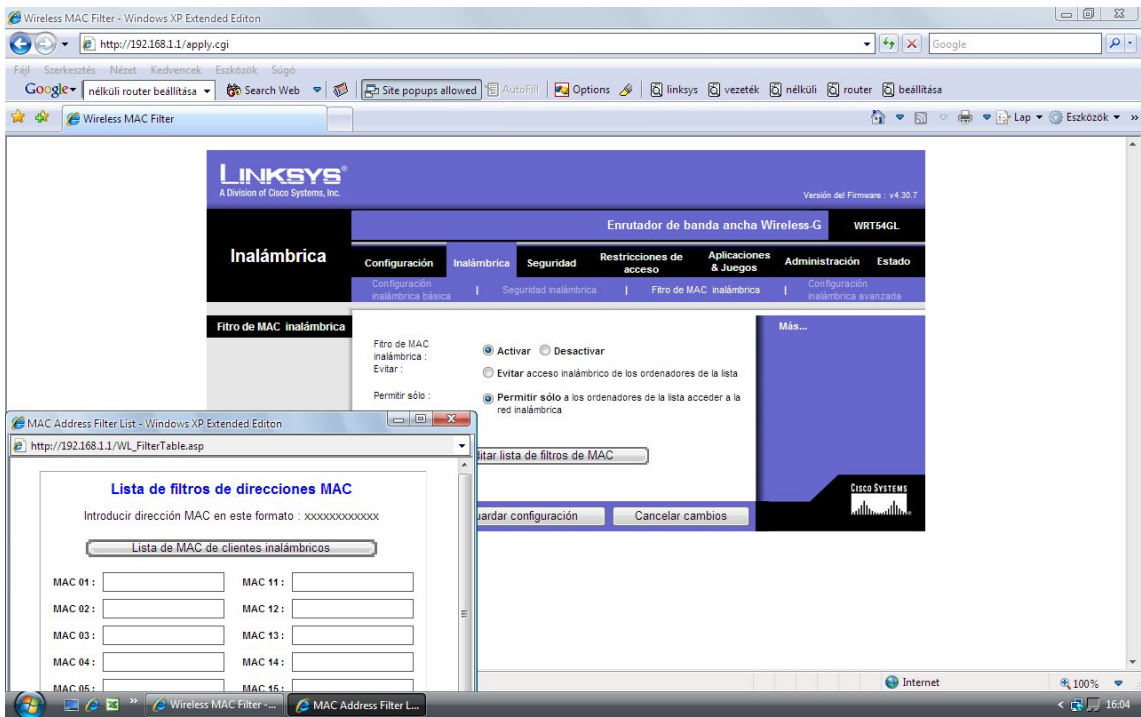 Wireless MAC Filter - Windows XP Extended Editon
http://192.168.1.1/apply.cgi
Google
Fájl Szerkesztés Nézet Kedvencek Eszközök Súgó
Google nélküli router beállítása Search Web Site popups allowed AutoFill Options linksys vezeték nélküli router beállítása
Wireless MAC Filter
Lap Eszközök »
LINKSYS®
A Division of Cisco Systems, Inc.
Versión del Firmware : v4.30.7
Enrutador de banda ancha Wireless-G WRT54GL
Inalámbrica
Configuración Inalámbrica Seguridad Restricciones de acceso Aplicaciones & Juegos Administración Estado
Configuración inalámbrica básica | Seguridad inalámbrica | Fitro de MAC inalámbrica | Configuración inalámbrica avanzada
Fitro de MAC inalámbrica
Más...
Fitro de MAC inalámbrica :
Activar Desactivar
Evitar :
Evitar acceso inalámbrico de los ordenadores de la lista
Permitir sólo :
Permitir sólo a los ordenadores de la lista acceder a la
red inalámbrica
itar lista de filtros de MAC
uardar configuración Cancelar cambios
CISCO SYSTEMS
MAC Address Filter List - Windows XP Extended Editon
http://192.168.1.1/WL_FilterTable.asp
Lista de filtros de direcciones MAC
Introducir dirección MAC en este formato : xxxxxxxxxxxx
Lista de MAC de clientes inalámbricos
MAC 01 : MAC 11 :
MAC 02 : MAC 12 :
MAC 03 : MAC 13 :
MAC 04 : MAC 14 :
MAC 05 : MAC 15 :
Internet 100%
» Wireless MAC Filter -... MAC Address Filter L... < 16:04